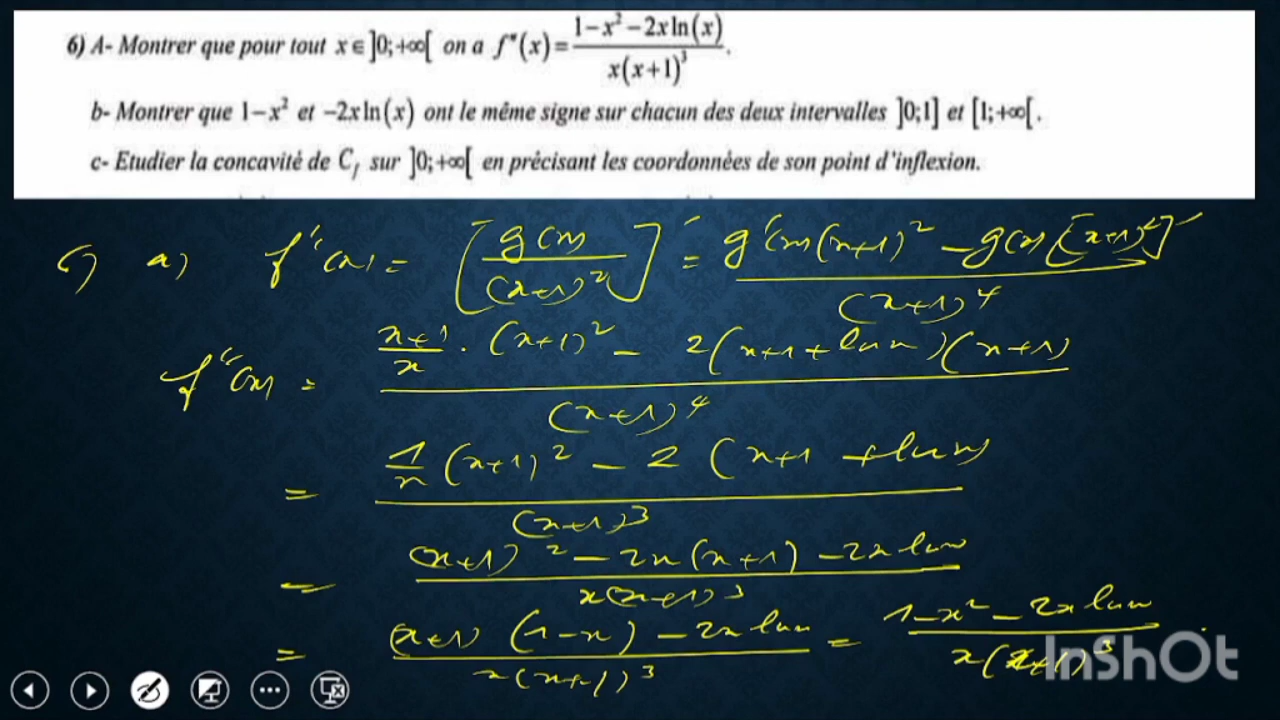 6) A- Montrer que pour tout x∈]0;+∞[ on a f''(x)=(1−x²−2xln(x))/(x(x+1)³).
b- Montrer que 1−x² et −2xln(x) ont le même signe sur chacun des deux intervalles ]0;1] et [1;+∞[.
c- Etudier la concavité de C_f sur ]0;+∞[ en précisant les coordonnées de son point d'inflexion.
6) a) f''(x) = [g(x)/(x+1)²]' = (g'(x)(x+1)² − g(x)[(x+1)²]')/(x+1)⁴
f''(x) = ((x+1)/x · (x+1)² − 2(x+1+ln x)(x+1))/(x+1)⁴
= (1/x (x+1)² − 2(x+1+ln x))/(x+1)³
= ((x+1)² − 2x(x+1) − 2x ln x)/(x(x+1)³)
= ((x+1)(1−x) − 2x ln x)/(x(x+1)³) = (1−x² − 2x ln x)/(x(x+1)³)
InShOt